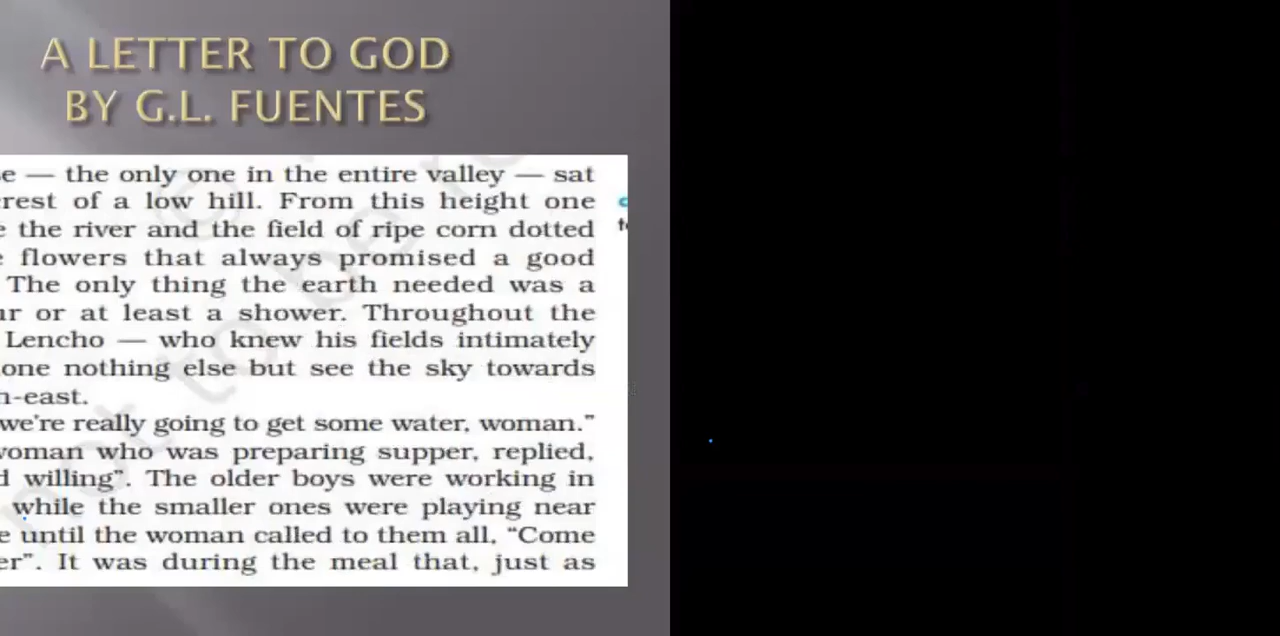 A LETTER TO GOD
BY G.L. FUENTES
e — the only one in the entire valley — sat
rest of a low hill. From this height one
e the river and the field of ripe corn dotted
e flowers that always promised a good
The only thing the earth needed was a
ur or at least a shower. Throughout the
Lencho — who knew his fields intimately
one nothing else but see the sky towards
h-east.
we're really going to get some water, woman.”
woman who was preparing supper, replied,
d willing”. The older boys were working in
while the smaller ones were playing near
e until the woman called to them all, “Come
er”. It was during the meal that, just as